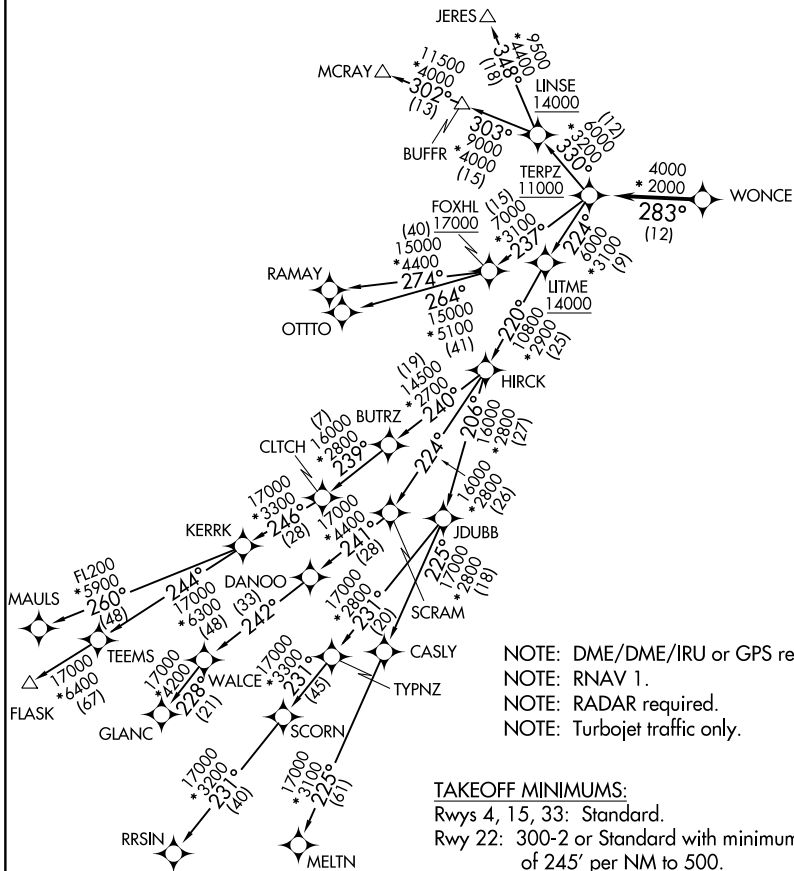 JERES
9500
*4400
348°
(18)
MCRAY
11500
*4000
302°
(13)
LINSE
14000
BUFFR
303°
9000
*4000
(15)
(12)
6000
*3200
330°
TERPZ
11000
4000
*2000
283°
(12)
WONCE
FOXHL
17000
(15)
7000
*3100
237°
224°
6000
*3100
(9)
(40)
15000
*4400
274°
RAMAY
264°
15000
*5100
(41)
OTTTO
LITME
14000
220°
10800
*2900
(25)
HIRCK
(19)
14500
*2700
240°
BUTRZ
206°
16000
*2800
(27)
224°
16000
*2800
(26)
(7)
16000
*2800
239°
CLTCH
17000
*3300
246°
(28)
KERRK
17000
*4400
241°
(28)
JDUBB
SCRAM
225°
17000
*2800
(18)
FL200
*5900
260°
(48)
MAULS
244°
17000
*6300
(48)
DANOO
(33)
242°
17000
*2800
231°
(20)
TEEMS
17000
*6400
(67)
FLASK
WALCE
17000
*4200
228°
(21)
GLANC
17000
*3300
231°
(45)
CASLY
TYPNZ
SCORN
17000
*3200
231°
(40)
RRSIN
17000
*3100
225°
(61)
MELTN
NOTE: DME/DME/IRU or GPS re
NOTE: RNAV 1.
NOTE: RADAR required.
NOTE: Turbojet traffic only.
TAKEOFF MINIMUMS:
Rwys 4, 15, 33: Standard.
Rwy 22: 300-2 or Standard with minimum
of 245' per NM to 500.